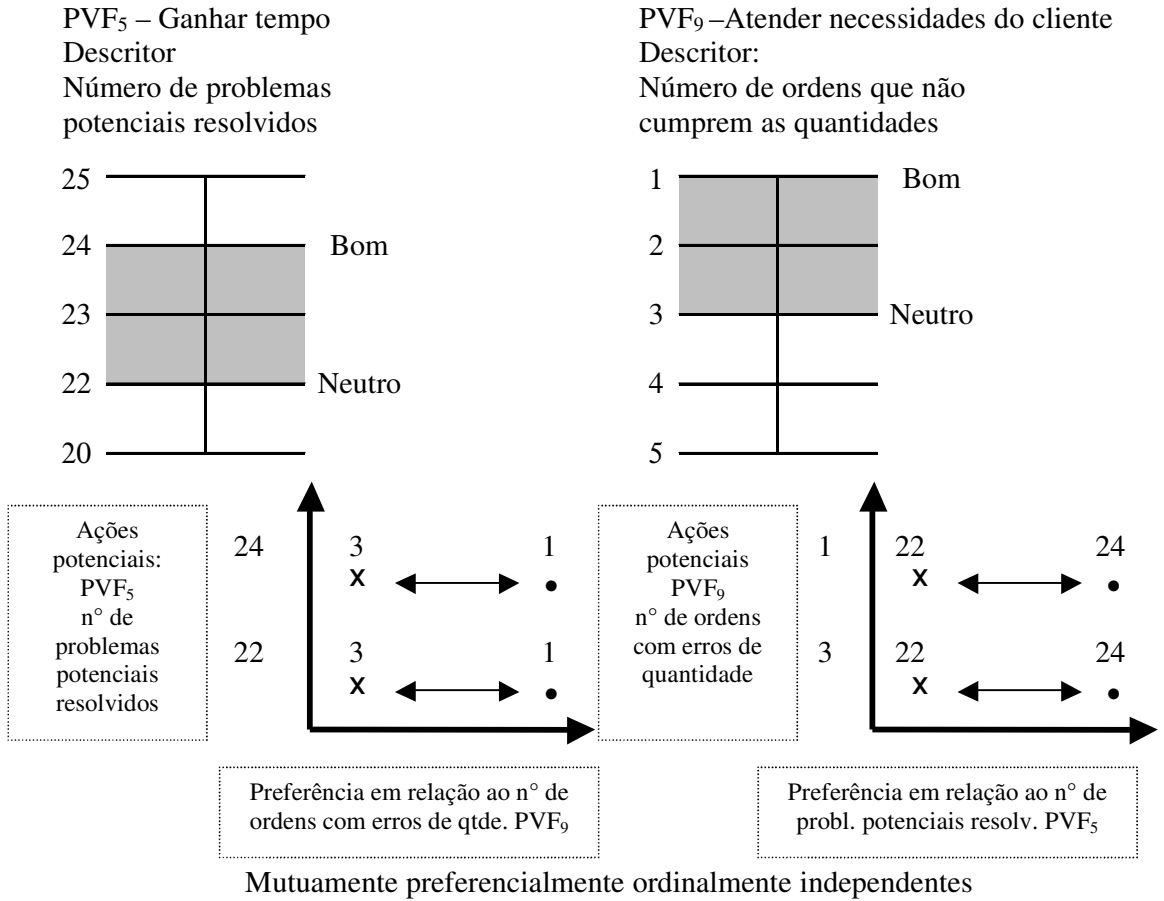 PVF₅ – Ganhar tempo
Descritor
Número de problemas
potenciais resolvidos
25
24 Bom
23
22 Neutro
20
PVF₉ –Atender necessidades do cliente
Descritor:
Número de ordens que não
cumprem as quantidades
1 Bom
2
3 Neutro
4
5
Ações
potenciais:
PVF₅
n° de
problemas
potenciais
resolvidos
24 3 1
x
22 3 1
x
Preferência em relação ao n° de
ordens com erros de qtde. PVF₉
Ações
potenciais
PVF₉
n° de ordens
com erros de
quantidade
1 22 24
x
3 22 24
x
Preferência em relação ao n° de
probl. potenciais resolv. PVF₅
Mutuamente preferencialmente ordinalmente independentes